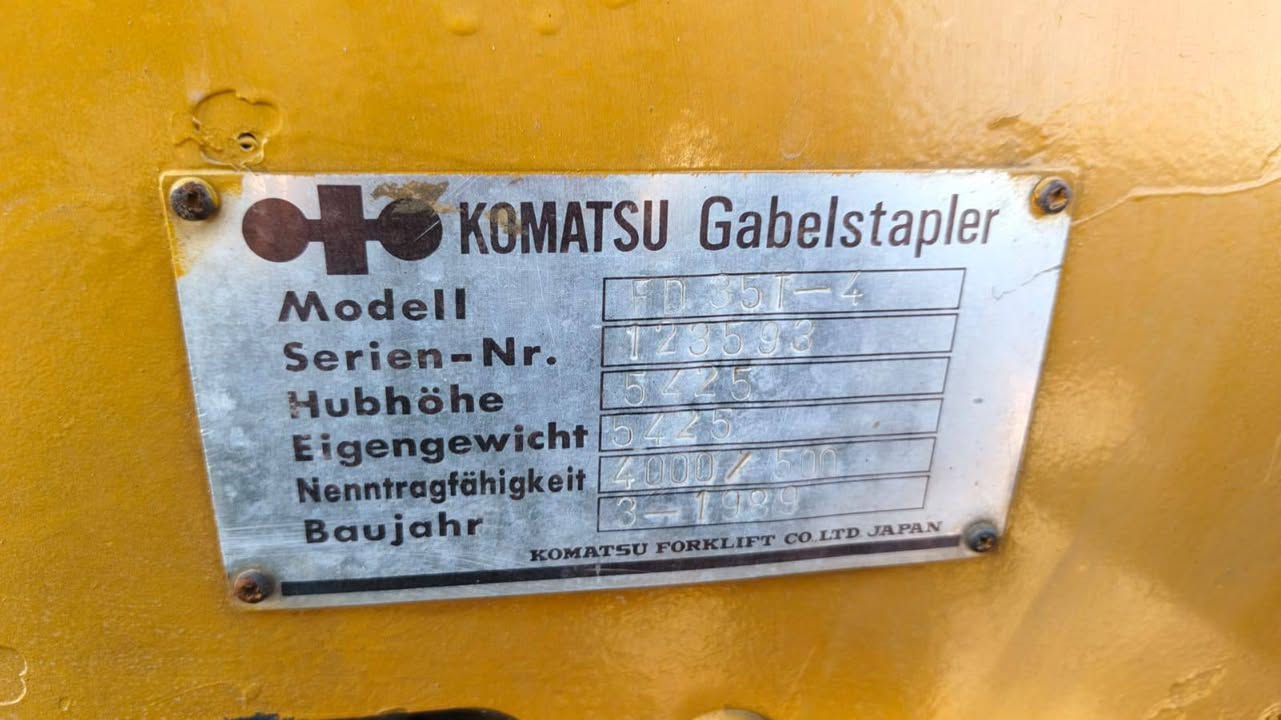 KOMATSU Gabelstapler
Modell FD 35T-4
Serien-Nr. 123593
Hubhöhe 5425
Eigengewicht 5425
Nenntragfähigkeit 4000/500
Baujahr 3-1989
KOMATSU FORKLIFT CO.,LTD. JAPAN